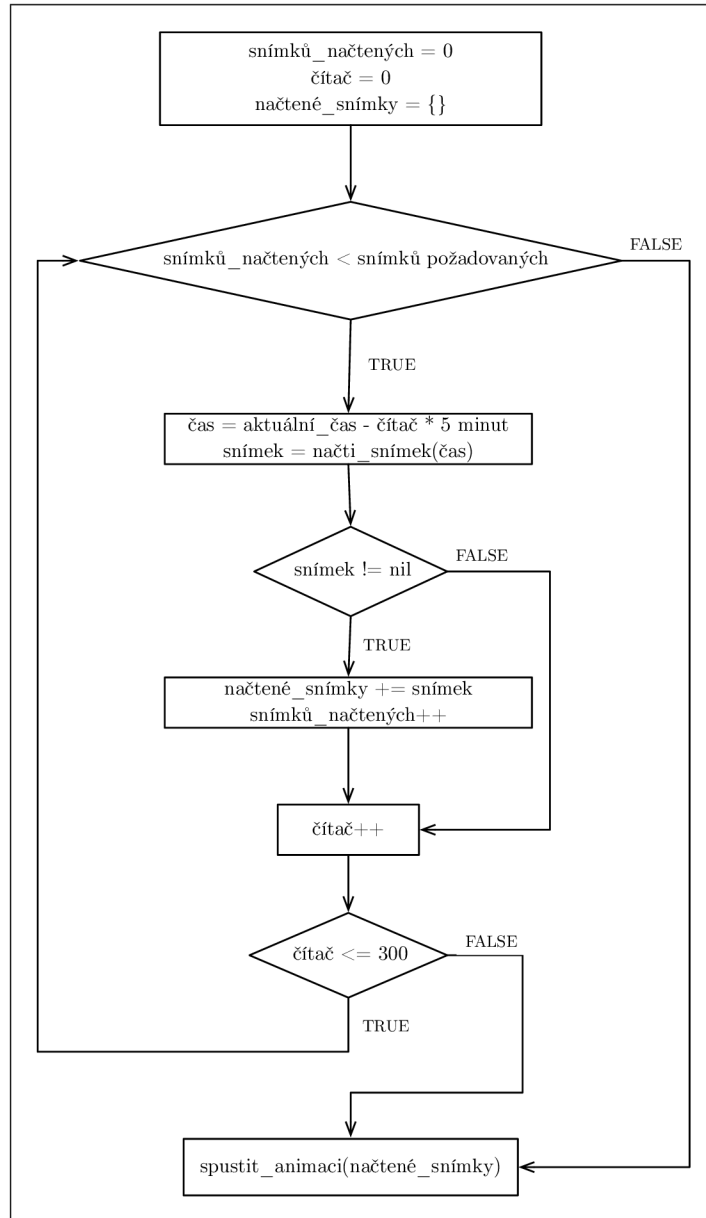 snímků_načtených = 0
čítač = 0
načtené_snímky = {}
snímků_načtených < snímků požadovaných
FALSE
TRUE
čas = aktuální_čas - čítač * 5 minut
snímek = načti_snímek(čas)
snímek != nil
FALSE
TRUE
načtené_snímky += snímek
snímků_načtených++
čítač++
čítač <= 300
FALSE
TRUE
spustit_animaci(načtené_snímky)